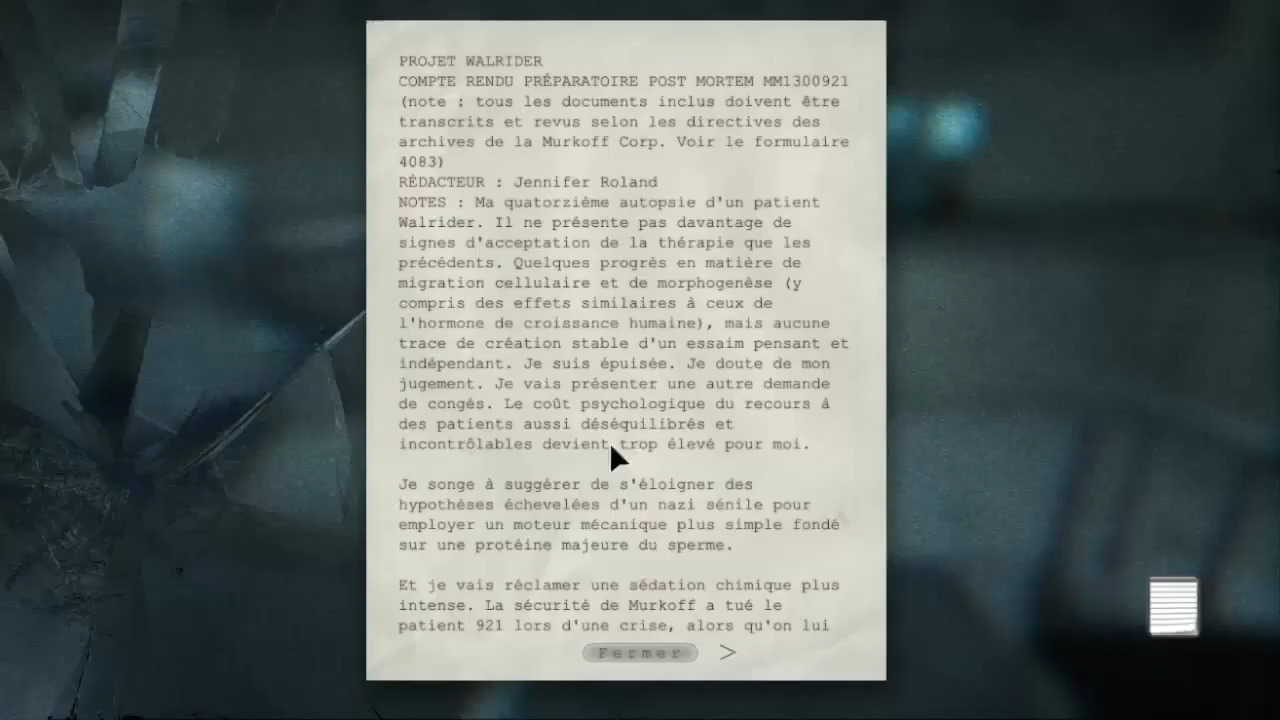 PROJET WALRIDER
COMPTE RENDU PRÉPARATOIRE POST MORTEM MM1300921
(note : tous les documents inclus doivent être
transcrits et revus selon les directives des
archives de la Murkoff Corp. Voir le formulaire
4083)
RÉDACTEUR : Jennifer Roland
NOTES : Ma quatorzième autopsie d'un patient
Walrider. Il ne présente pas davantage de
signes d'acceptation de la thérapie que les
précédents. Quelques progrès en matière de
migration cellulaire et de morphogenèse (y
compris des effets similaires à ceux de
l'hormone de croissance humaine), mais aucune
trace de création stable d'un essaim pensant et
indépendant. Je suis épuisée. Je doute de mon
jugement. Je vais présenter une autre demande
de congés. Le coût psychologique du recours à
des patients aussi déséquilibrés et
incontrôlables devient trop élevé pour moi.
Je songe à suggérer de s'éloigner des
hypothèses échevelées d'un nazi sénile pour
employer un moteur mécanique plus simple fondé
sur une protéine majeure du sperme.
Et je vais réclamer une sédation chimique plus
intense. La sécurité de Murkoff a tué le
patient 921 lors d'une crise, alors qu'on lui
Fermer >